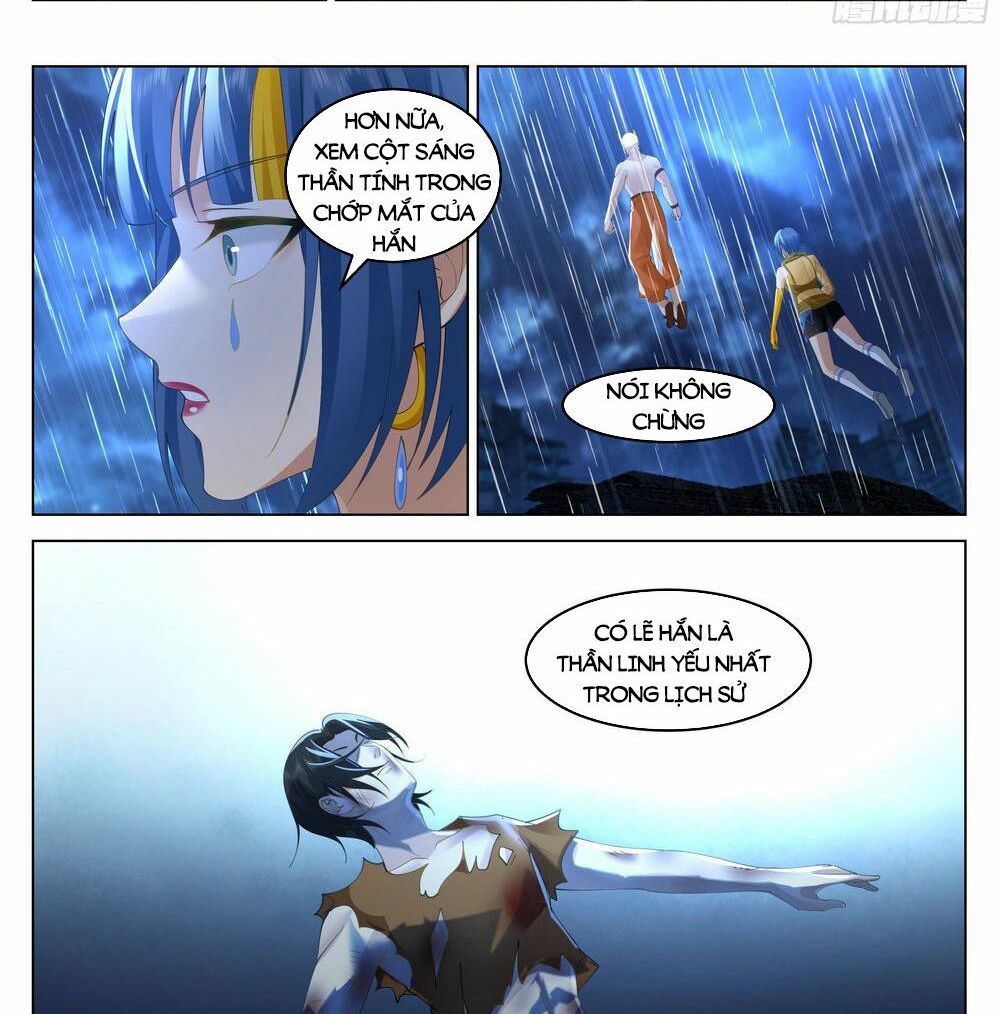 HƠN NỮA,
XEM CỘT SÁNG
THẦN TÍNH TRONG
CHỚP MẮT CỦA
HẮN
NÓI KHÔNG
CHỪNG
CÓ LẼ HẮN LÀ
THẦN LINH YẾU NHẤT
TRONG LỊCH SỬ